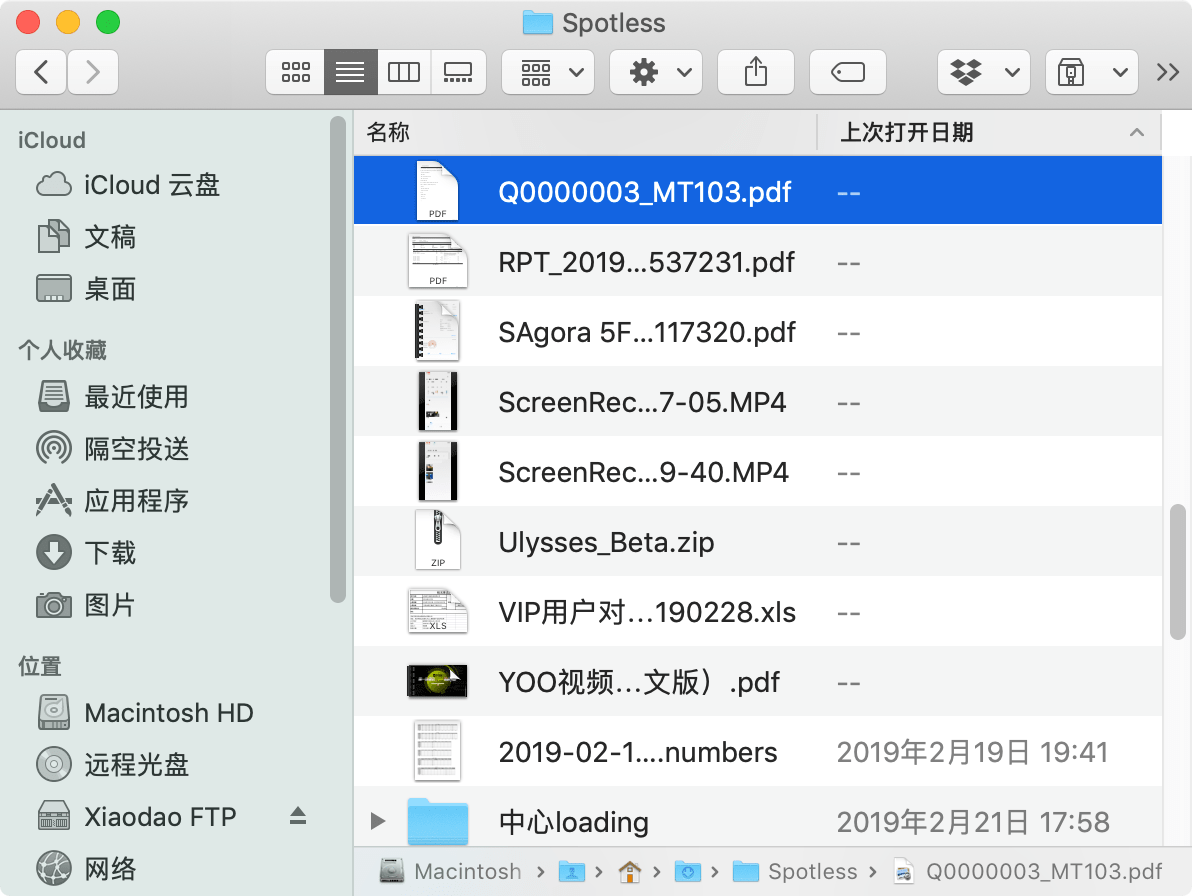 Spotless
iCloud
iCloud 云盘
文稿
桌面
个人收藏
最近使用
隔空投送
应用程序
下载
图片
位置
Macintosh HD
远程光盘
Xiaodao FTP
网络
名称 上次打开日期
PDF Q0000003_MT103.pdf --
PDF RPT_2019...537231.pdf --
SAgora 5F...117320.pdf --
ScreenRec...7-05.MP4 --
ScreenRec...9-40.MP4 --
ZIP Ulysses_Beta.zip --
XLS VIP用户对...190228.xls --
YOO视频...文版）.pdf --
2019-02-1....numbers 2019年2月19日 19:41
中心loading 2019年2月21日 17:58
Macintosh › › › › Spotless › Q0000003_MT103.pdf